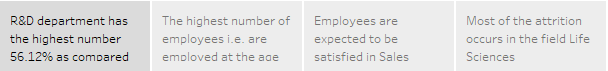 R&D department has
the highest number
56.12% as compared
The highest number of
employees i.e. are
employed at the age
Employees are
expected to be
satisfied in Sales
Most of the attrition
occurs in the field Life
Sciences